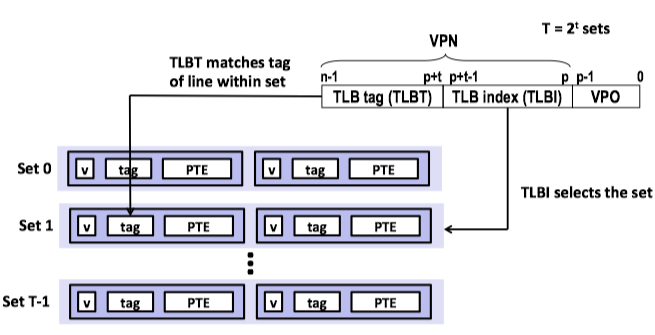 T = 2ᵗ sets
VPN
TLBT matches tag
of line within set
n-1 p+t p+t-1 p p-1 0
TLB tag (TLBT) TLB index (TLBI) VPO
Set 0 v tag PTE v tag PTE
TLBI selects the set
Set 1 v tag PTE v tag PTE
Set T-1 v tag PTE v tag PTE